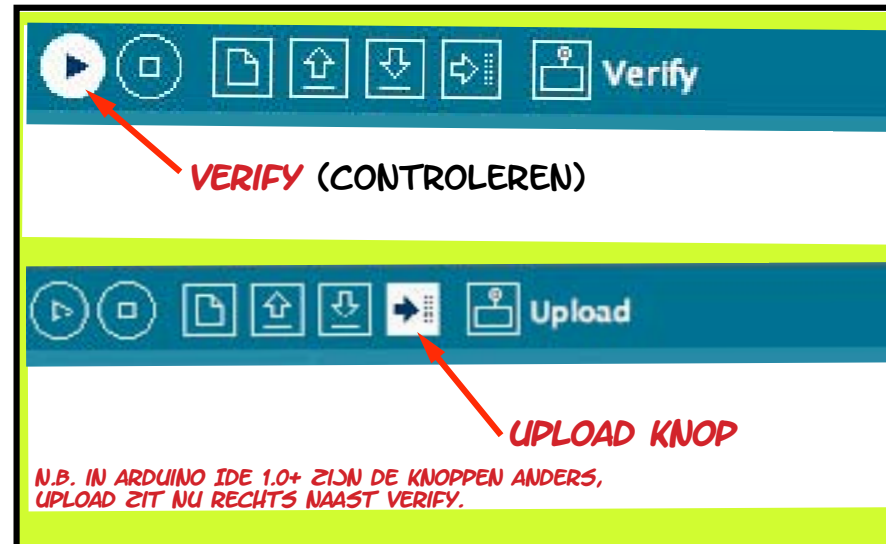 Verify
VERIFY (CONTROLEREN)
Upload
UPLOAD KNOP
N.B. IN ARDUINO IDE 1.0+ ZIJN DE KNOPPEN ANDERS,
UPLOAD ZIT NU RECHTS NAAST VERIFY.